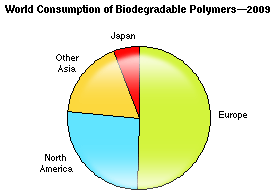 World Consumption of Biodegradable Polymers—2009
Japan
Other
Asia
Europe
North
America